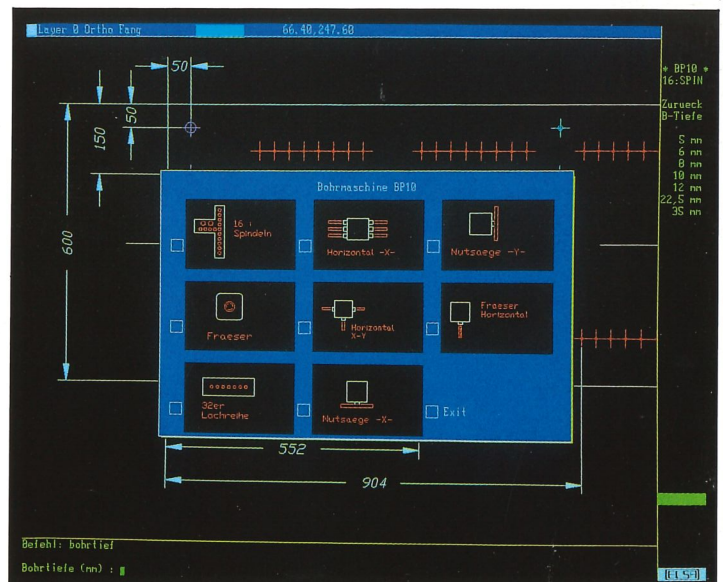 Layer 0 Ortho Fang 66.40,247.60
* BP10 *
16:SPIN
Zurueck
B-Tiefe
5 mm
6 mm
8 mm
10 mm
12 mm
22,5 mm
35 mm
50
50
150
600
Bohrmaschine BP10
16 i
Spindeln
Horizontal -X-
Nutsaege -Y-
Fraeser
Horizontal
X-Y
Fraeser
Horizontal
32er
Lochreihe
Nutsaege -X-
Exit
552
904
Befehl: bohrtief
Bohrtiefe (mm) :
[ELSA]